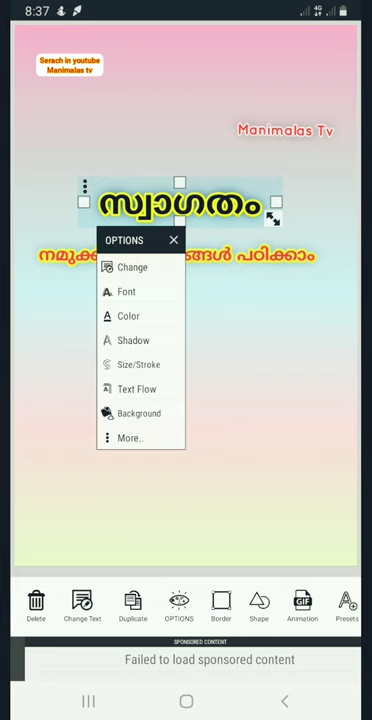 8:37
4G
Serach in youtube
Manimalas tv
Manimalas Tv
സ്വാഗതം
പഠിക്കാം
OPTIONS
Change
Font
Color
Shadow
Size/Stroke
Text Flow
Background
More..
Delete
Change Text
Duplicate
OPTIONS
Border
Shape
GIF
Animation
Presets
SPONSORED CONTENT
Failed to load sponsored content